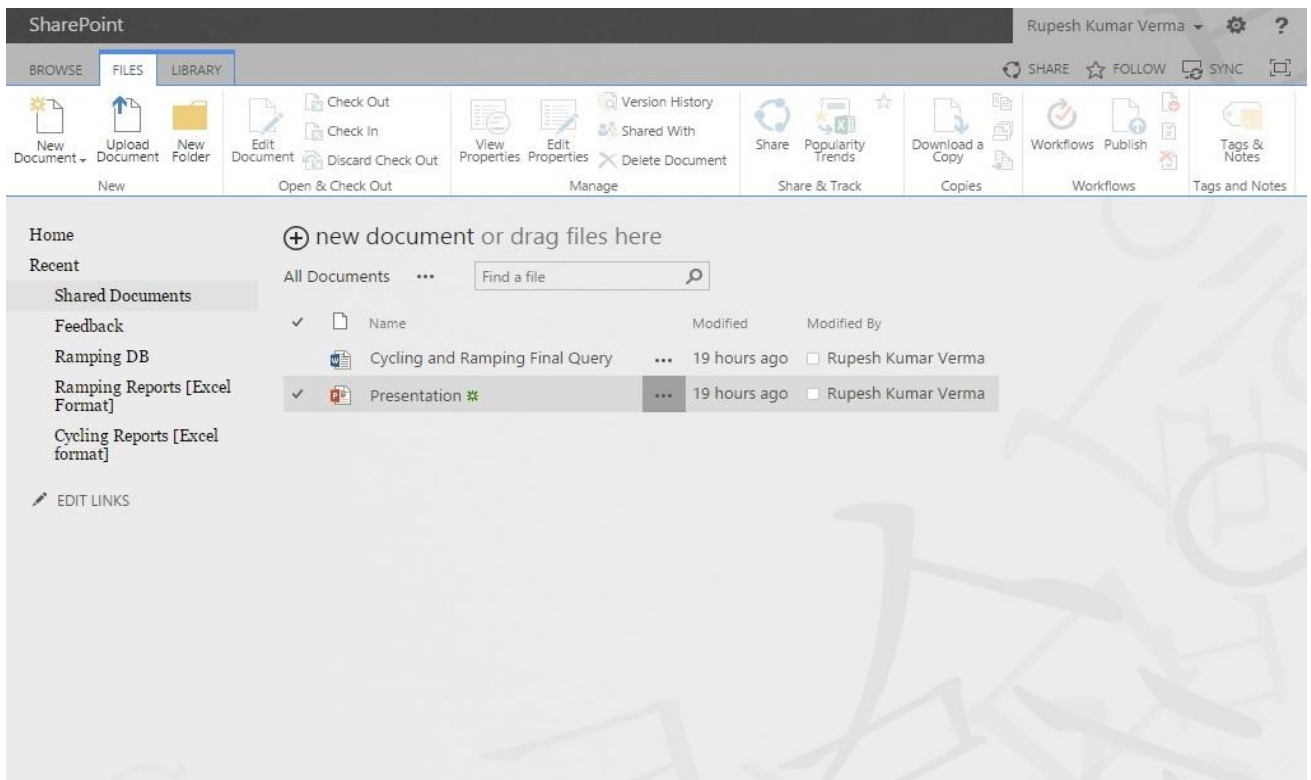 SharePoint
Rupesh Kumar Verma
?
BROWSE FILES LIBRARY
SHARE FOLLOW SYNC
New Document
Upload Document
New Folder
New
Edit Document
Check Out
Check In
Discard Check Out
Open & Check Out
View Properties
Edit Properties
Version History
Shared With
Delete Document
Manage
Share
Popularity Trends
Share & Track
Download a Copy
Copies
Workflows
Publish
Workflows
Tags & Notes
Tags and Notes
Home
Recent
Shared Documents
Feedback
Ramping DB
Ramping Reports [Excel
Format]
Cycling Reports [Excel
format]
EDIT LINKS
new document or drag files here
All Documents ••• Find a file
Name Modified Modified By
Cycling and Ramping Final Query ••• 19 hours ago Rupesh Kumar Verma
Presentation ••• 19 hours ago Rupesh Kumar Verma